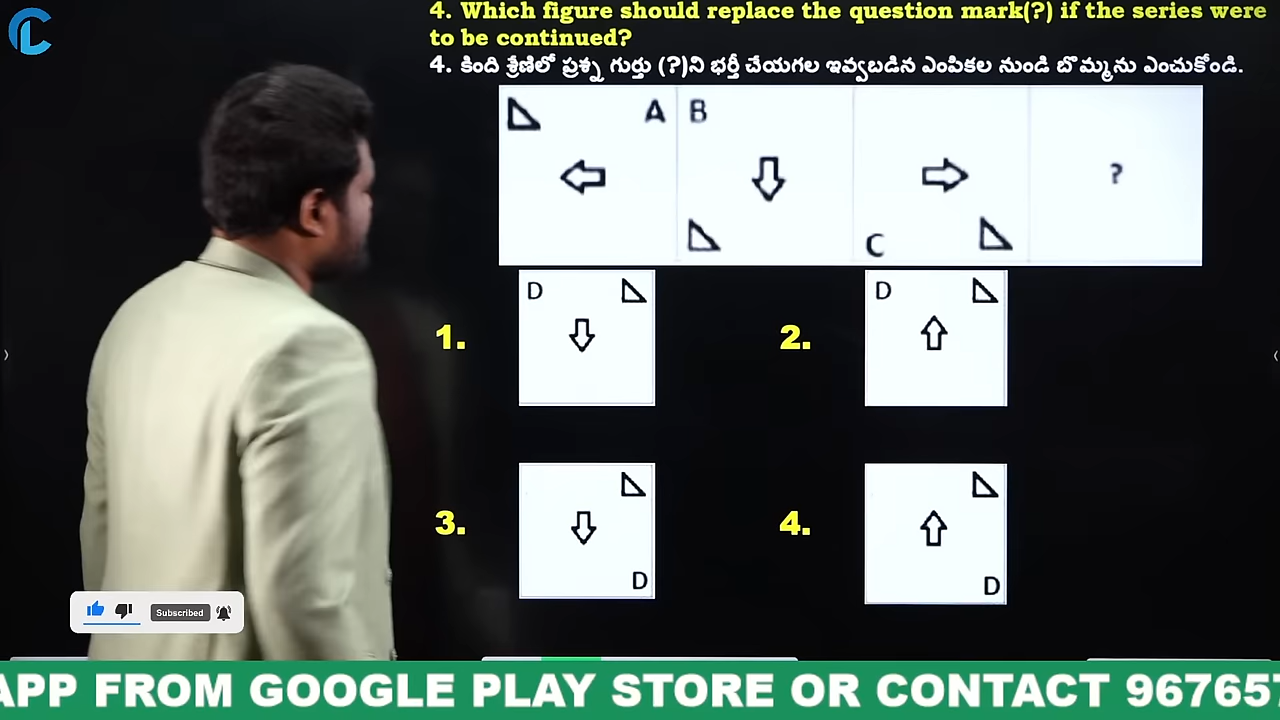 4. Which figure should replace the question mark(?) if the series were
to be continued?
4. కింది శ్రేణిలో ప్రశ్న గుర్తు (?)ని భర్తీ చేయగల ఇవ్వబడిన ఎంపికల నుండి బొమ్మను ఎంచుకోండి.
A B
?
C
D D
1. 2.
3. 4.
D D
Subscribed
APP FROM GOOGLE PLAY STORE OR CONTACT 96765